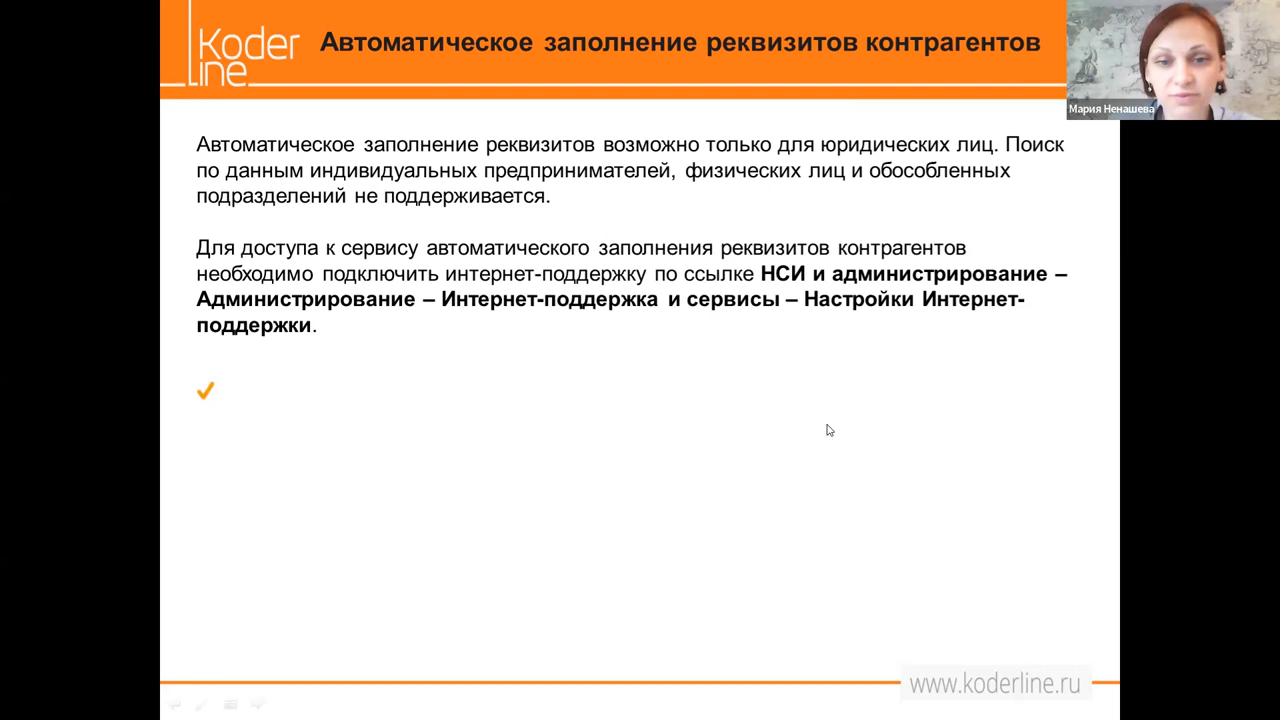 Koder
line
Автоматическое заполнение реквизитов контрагентов
Мария Ненашева
Автоматическое заполнение реквизитов возможно только для юридических лиц. Поиск
по данным индивидуальных предпринимателей, физических лиц и обособленных
подразделений не поддерживается.
Для доступа к сервису автоматического заполнения реквизитов контрагентов
необходимо подключить интернет-поддержку по ссылке НСИ и администрирование –
Администрирование – Интернет-поддержка и сервисы – Настройки Интернет-
поддержки.
www.koderline.ru